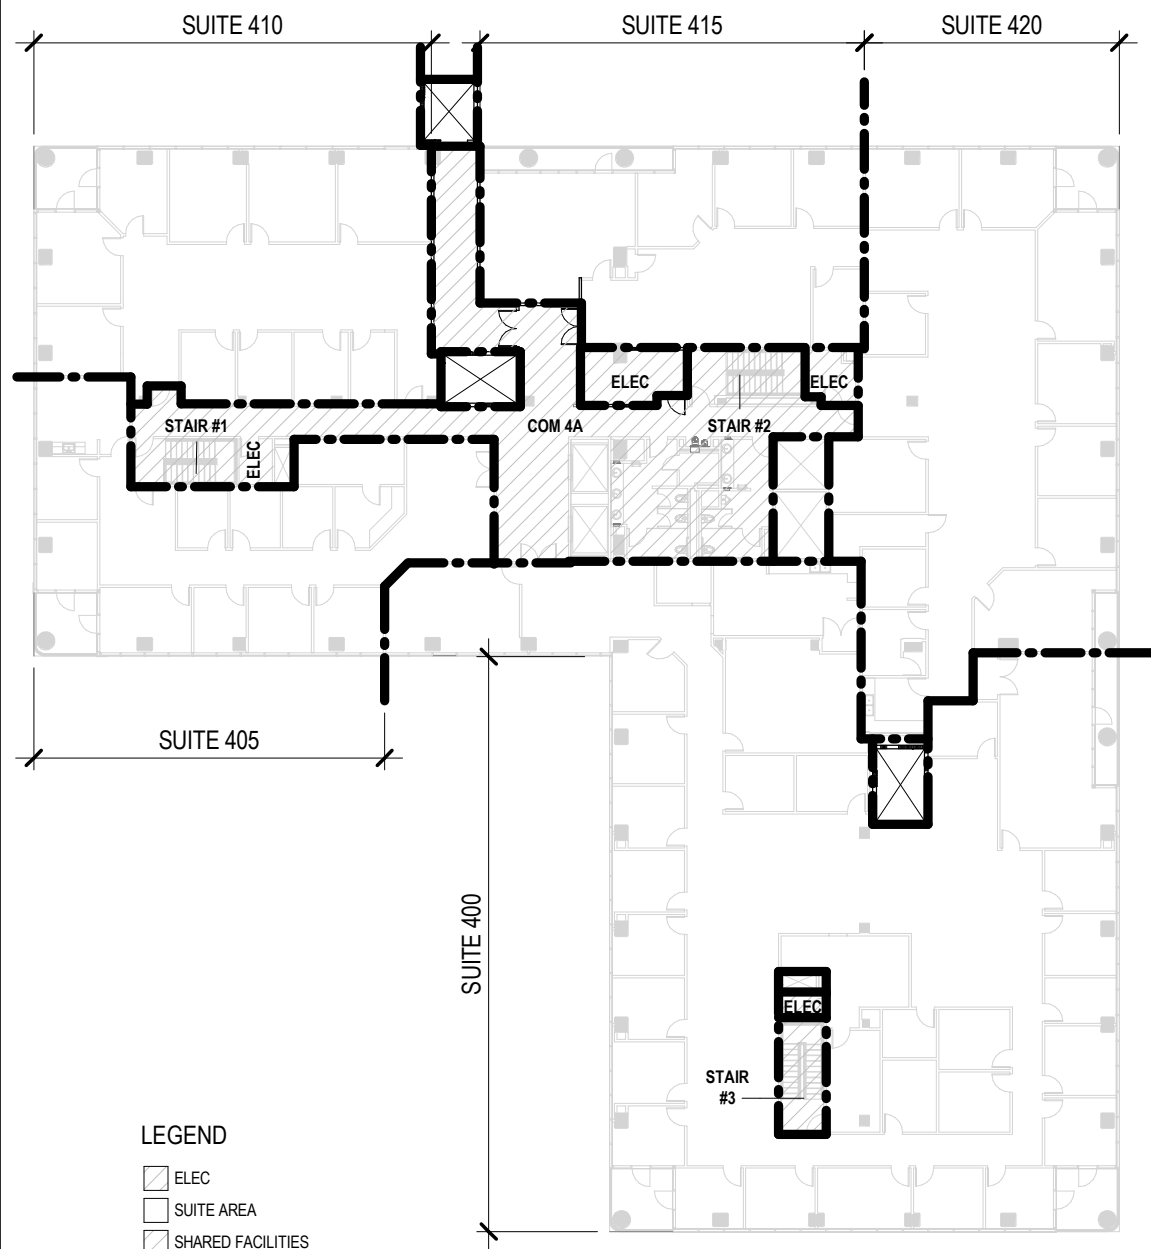 SUITE 410
SUITE 415
SUITE 420
ELEC
ELEC
STAIR #1
COM 4A
STAIR #2
ELEC
SUITE 405
SUITE 400
ELEC
STAIR
#3
LEGEND
ELEC
SUITE AREA
SHARED FACILITIES